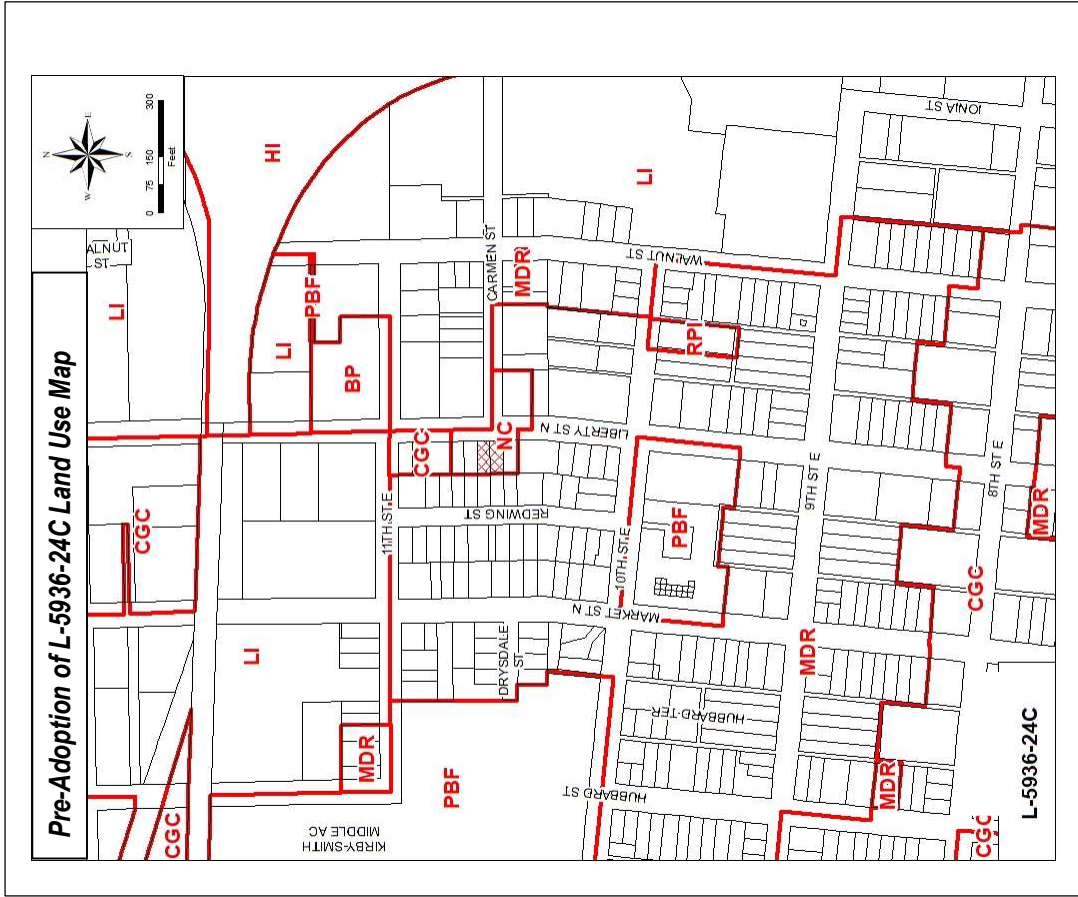 Pre-Adoption of L-5936-24C Land Use Map
N
W
E
S
0 75 150 300
Feet
ALNUT
ST
LI
HI
LI
CGC
LI
PBF
BP
LI
CARMEN ST
MDR
LI
IONIA ST
WALNUT ST
RPI
CGC
NC
LIBERTY ST N
11TH ST E
REDWING ST
10TH ST E
PBF
MARKET ST N
DRYSDALE
ST
9TH ST E
8TH ST E
MDR
CGC
MDR
HUBBARD TER
HUBBARD ST
MDR
PBF
MDR
CGC
KIRBY-SMITH
MIDDLE AC
CGC
L-5936-24C